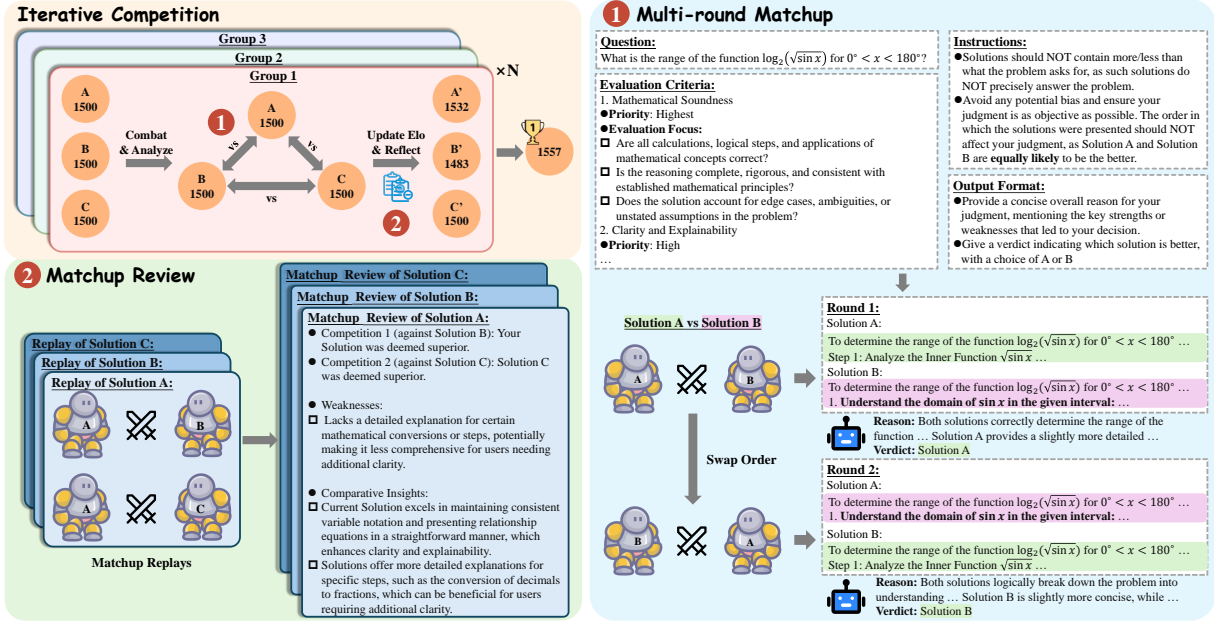 Iterative Competition
Group 3
Group 2
Group 1
×N
A
1500
B
1500
C
1500
Combat
& Analyze
1
A
1500
vs
vs
B
1500
C
1500
vs
Update Elo
& Reflect
2
A'
1532
B'
1483
C'
1500
1
1557
2 Matchup Review
Replay of Solution C:
Replay of Solution B:
Replay of Solution A:
A
B
A
C
Matchup Replays
Matchup Review of Solution C:
Matchup Review of Solution B:
Matchup Review of Solution A:
● Competition 1 (against Solution B): Your
Solution was deemed superior.
● Competition 2 (against Solution C): Solution C
was deemed superior.
● Weaknesses:
□ Lacks a detailed explanation for certain
mathematical conversions or steps, potentially
making it less comprehensive for users needing
additional clarity.
● Comparative Insights:
□ Current Solution excels in maintaining consistent
variable notation and presenting relationship
equations in a straightforward manner, which
enhances clarity and explainability.
□ Solutions offer more detailed explanations for
specific steps, such as the conversion of decimals
to fractions, which can be beneficial for users
requiring additional clarity.
1 Multi-round Matchup
Question:
What is the range of the function log₂(√sin x) for 0° < x < 180°?
Evaluation Criteria:
1. Mathematical Soundness
●Priority: Highest
●Evaluation Focus:
□ Are all calculations, logical steps, and applications of
mathematical concepts correct?
□ Is the reasoning complete, rigorous, and consistent with
established mathematical principles?
□ Does the solution account for edge cases, ambiguities, or
unstated assumptions in the problem?
2. Clarity and Explainability
●Priority: High
…
Instructions:
●Solutions should NOT contain more/less than
what the problem asks for, as such solutions do
NOT precisely answer the problem.
●Avoid any potential bias and ensure your
judgment is as objective as possible. The order in
which the solutions were presented should NOT
affect your judgment, as Solution A and Solution
B are equally likely to be the better.
Output Format:
●Provide a concise overall reason for your
judgment, mentioning the key strengths or
weaknesses that led to your decision.
●Give a verdict indicating which solution is better,
with a choice of A or B
Solution A vs Solution B
A
B
Swap Order
B
A
Round 1:
Solution A:
To determine the range of the function log₂(√sin x) for 0° < x < 180° …
Step 1: Analyze the Inner Function √sin x …
Solution B:
To determine the range of the function log₂(√sin x) for 0° < x < 180° …
1. Understand the domain of sin x in the given interval: …
Reason: Both solutions correctly determine the range of the
function … Solution A provides a slightly more detailed …
Verdict: Solution A
Round 2:
Solution A:
To determine the range of the function log₂(√sin x) for 0° < x < 180° …
1. Understand the domain of sin x in the given interval: …
Solution B:
To determine the range of the function log₂(√sin x) for 0° < x < 180° …
Step 1: Analyze the Inner Function √sin x …
Reason: Both solutions logically break down the problem into
understanding … Solution B is slightly more concise, while …
Verdict: Solution B